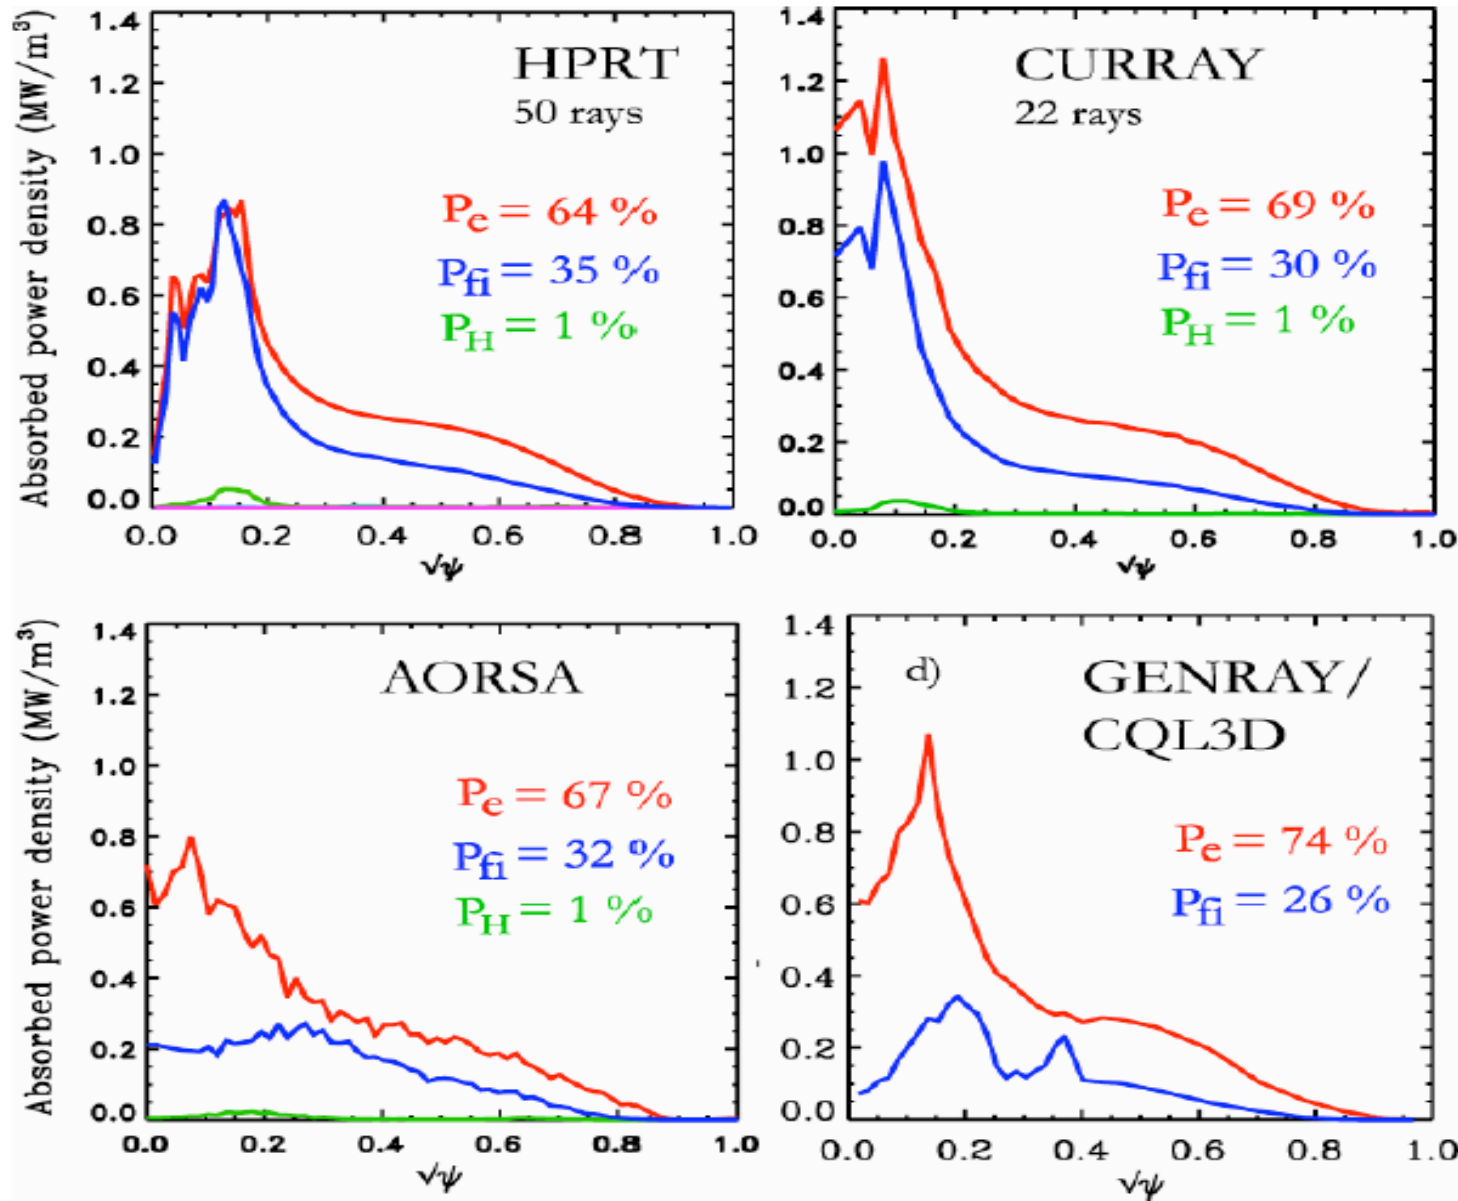 Absorbed power density (MW/m³)
1.4
1.2
1.0
0.8
0.6
0.4
0.2
0.0
HPRT
50 rays
Pe = 64 %
Pfi = 35 %
PH = 1 %
0.0 0.2 0.4 0.6 0.8 1.0
√ψ
1.4
1.2
1.0
0.8
0.6
0.4
0.2
0.0
CURRAY
22 rays
Pe = 69 %
Pfi = 30 %
PH = 1 %
0.0 0.2 0.4 0.6 0.8 1.0
√ψ
Absorbed power density (MW/m³)
1.4
1.2
1.0
0.8
0.6
0.4
0.2
0.0
AORSA
Pe = 67 %
Pfi = 32 %
PH = 1 %
0.0 0.2 0.4 0.6 0.8 1.0
√ψ
1.4
1.2
1.0
0.8
0.6
0.4
0.2
0.0
d)
GENRAY/
CQL3D
Pe = 74 %
Pfi = 26 %
0.0 0.2 0.4 0.6 0.8 1.0
√ψ